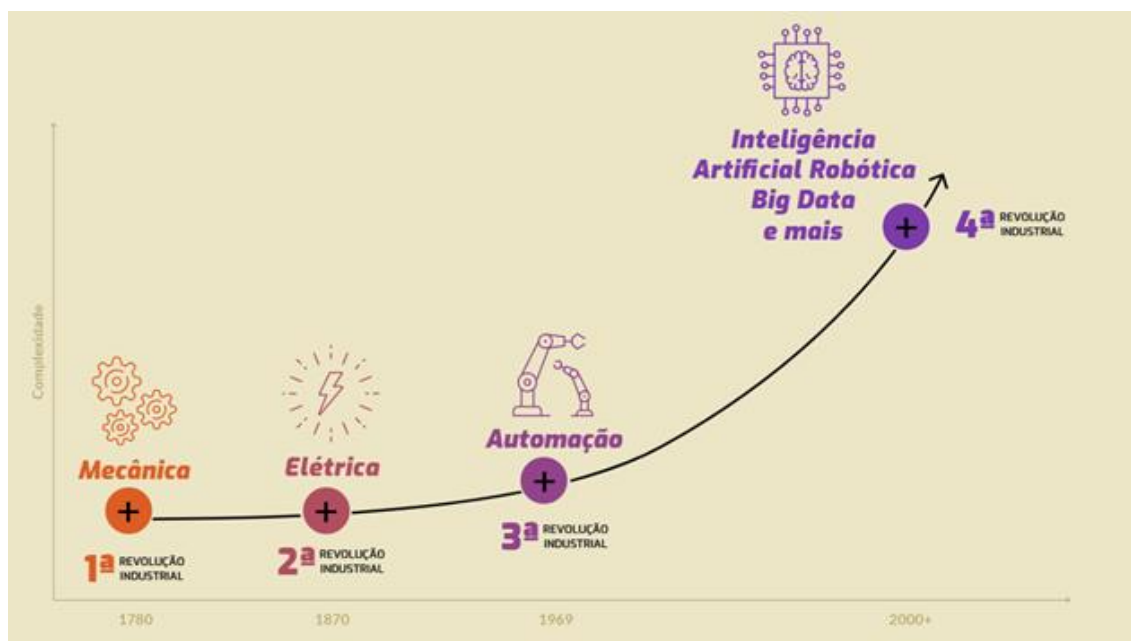 Inteligência
Artificial Robótica
Big Data
e mais
4ª REVOLUÇÃO
INDUSTRIAL
Complexidade
Mecânica
1ª REVOLUÇÃO
INDUSTRIAL
Elétrica
2ª REVOLUÇÃO
INDUSTRIAL
Automação
3ª REVOLUÇÃO
INDUSTRIAL
1780
1870
1969
2000+